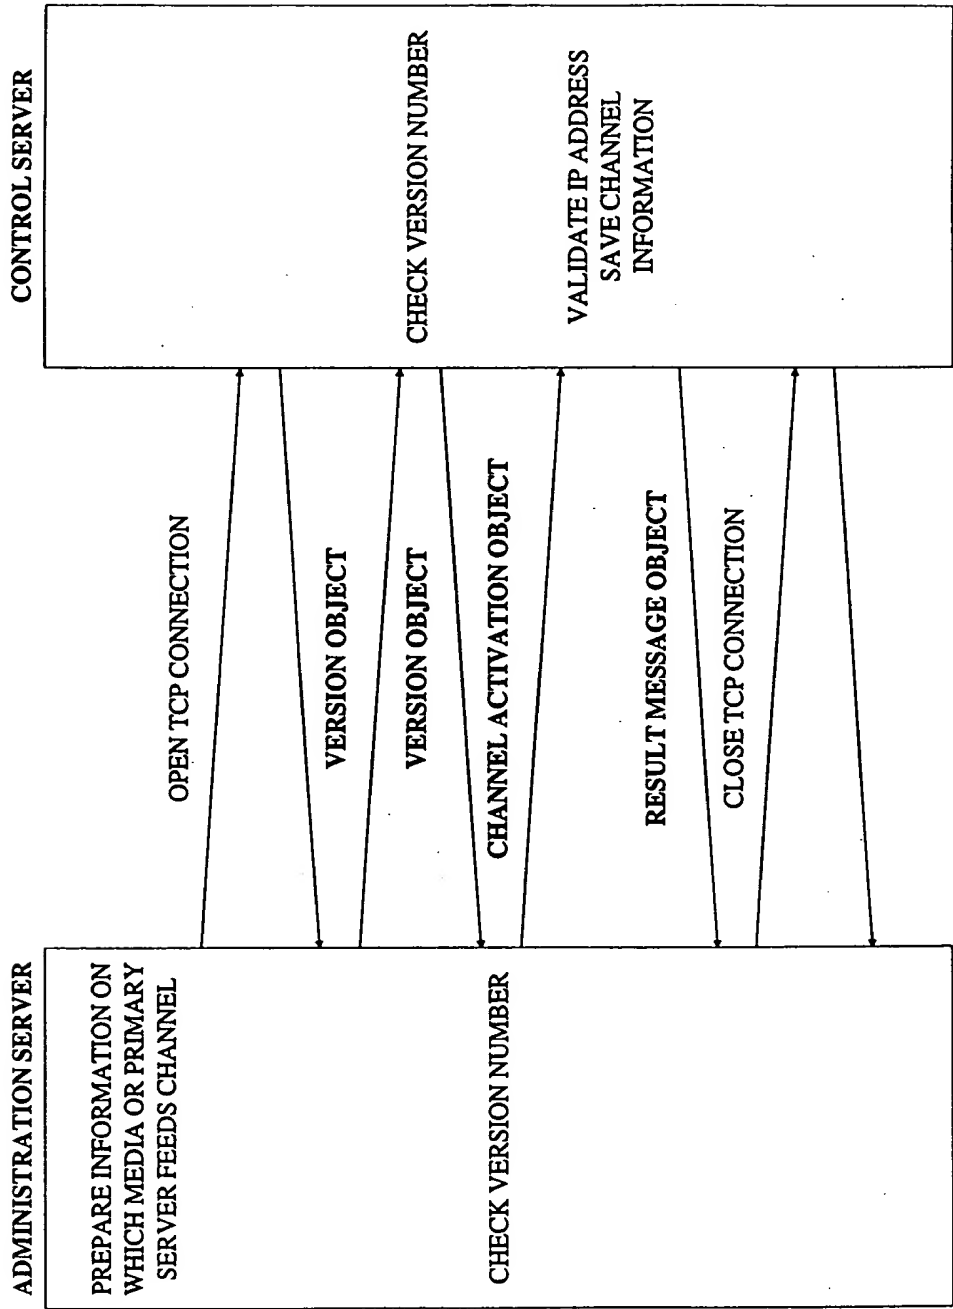 ADMINISTRATION SERVER
CONTROL SERVER
PREPARE INFORMATION ON
WHICH MEDIA OR PRIMARY
SERVER FEEDS CHANNEL
OPEN TCP CONNECTION
VERSION OBJECT
VERSION OBJECT
CHECK VERSION NUMBER
CHANNEL ACTIVATION OBJECT
CHECK VERSION NUMBER
VALIDATE IP ADDRESS
SAVE CHANNEL
INFORMATION
RESULT MESSAGE OBJECT
CLOSE TCP CONNECTION